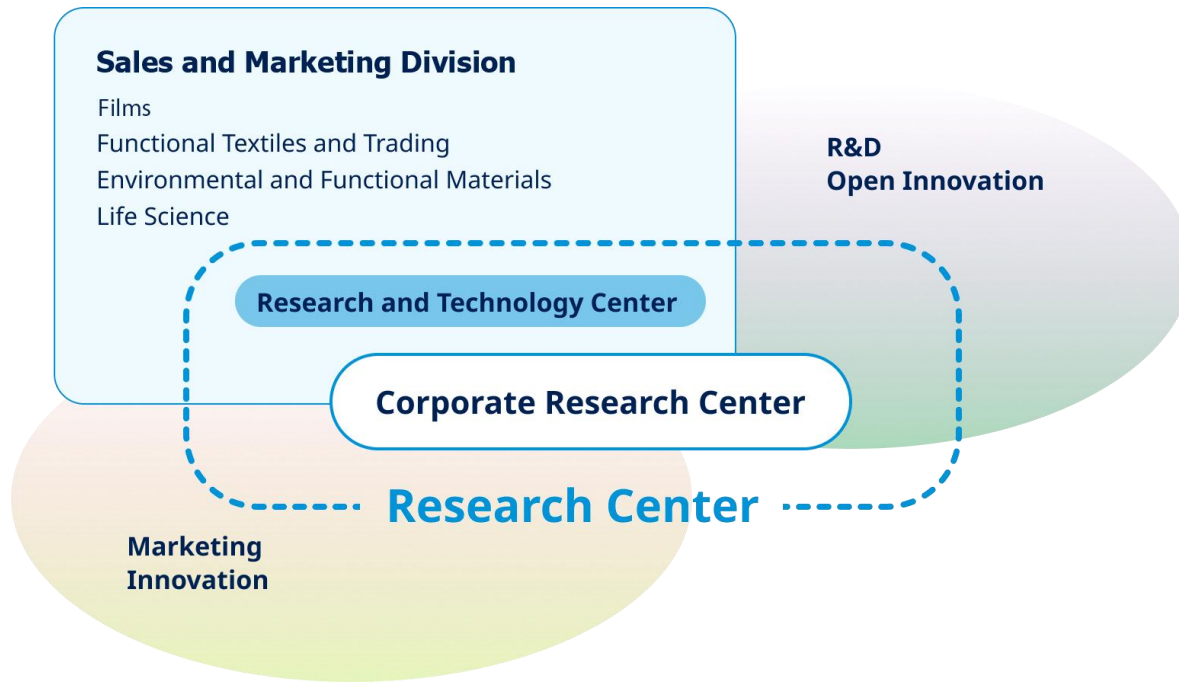 Sales and Marketing Division
Films
Functional Textiles and Trading
Environmental and Functional Materials
Life Science
R&D
Open Innovation
Research and Technology Center
Corporate Research Center
Research Center
Marketing
Innovation